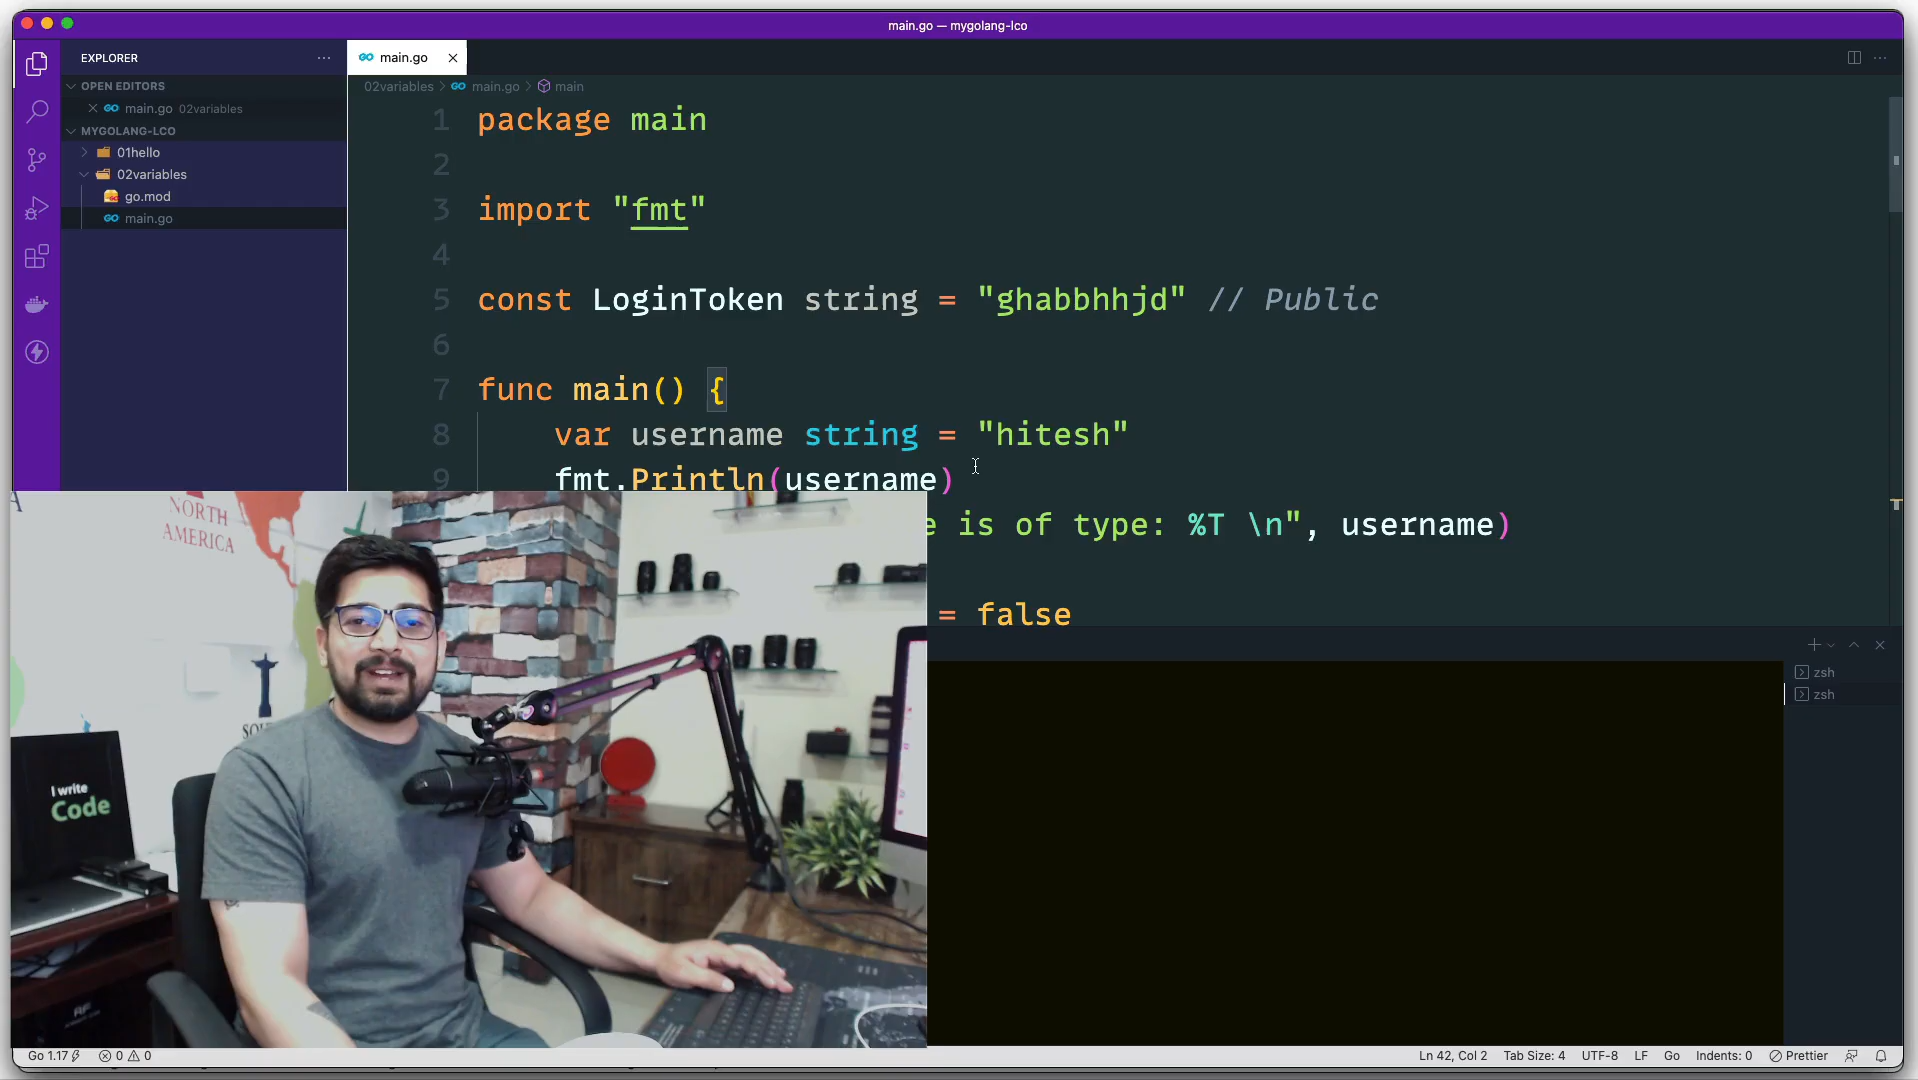 main.go — mygolang-lco
EXPLORER
main.go
OPEN EDITORS
main.go 02variables
MYGOLANG-LCO
01hello
02variables
go.mod
main.go
02variables > main.go > main
1 package main
2
3 import "fmt"
4
5 const LoginToken string = "ghabbhhjd" // Public
6
7 func main() {
8 var username string = "hitesh"
9 fmt.Println(username)
e is of type: %T \n", username)
= false
zsh
zsh
NORTH
AMERICA
I write
Code
Go 1.17
0 0
Ln 42, Col 2
Tab Size: 4
UTF-8
LF
Go
Indents: 0
Prettier